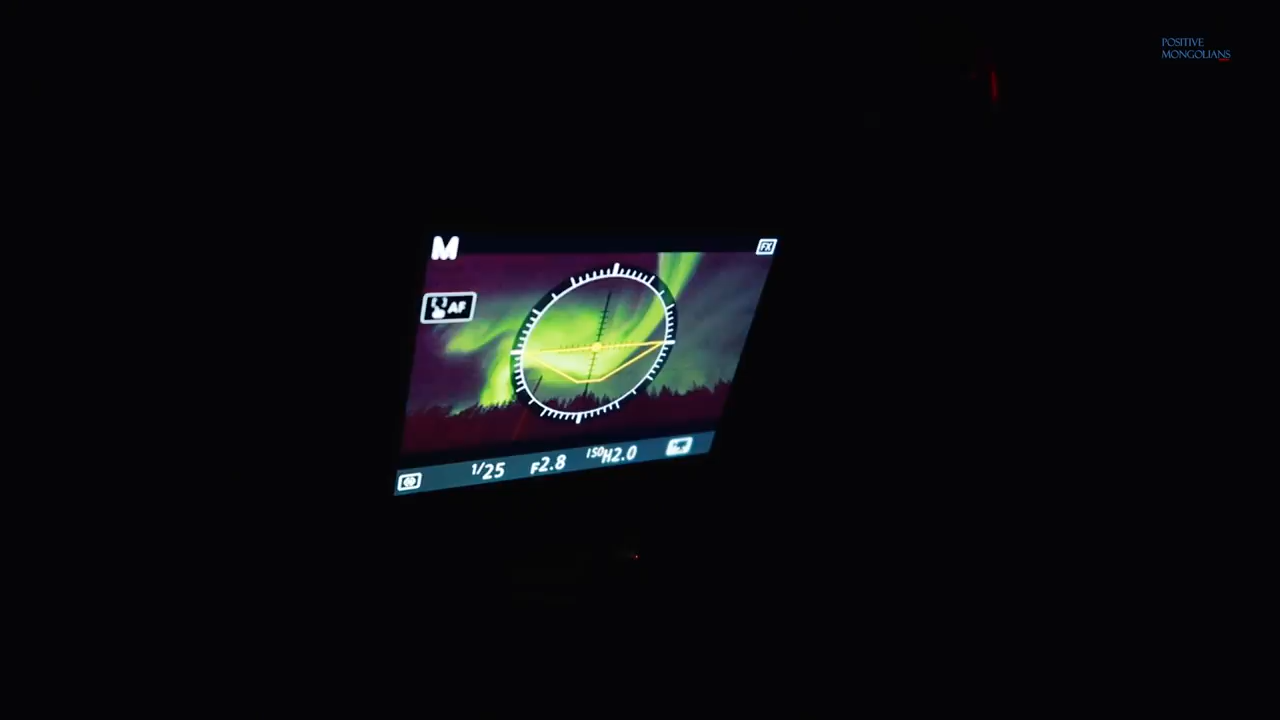 POSITIVE
MONGOLIANS
M
FX
AF
1/25 F2.8 ISO H2.0